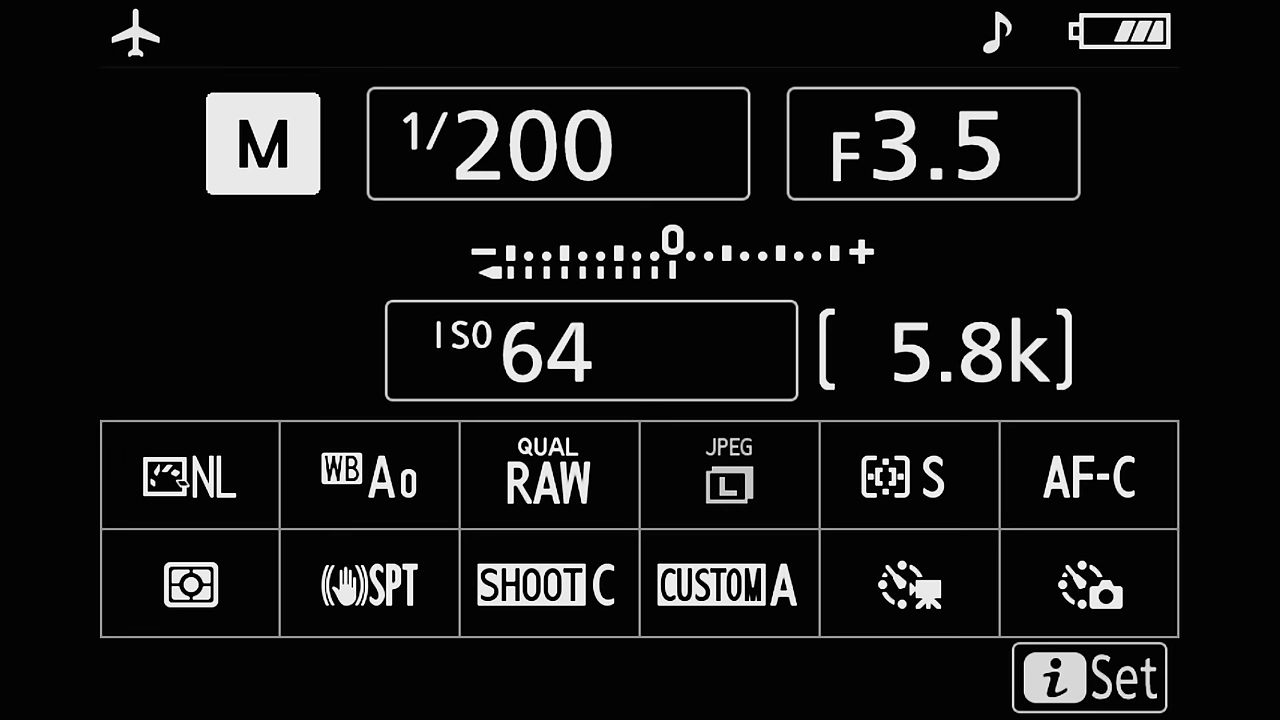 M 1/200 F3.5
- 0 +
ISO 64 [ 5.8k]
NL WB A0 QUAL RAW JPEG L S AF-C
SPT SHOOT C CUSTOM A
i Set